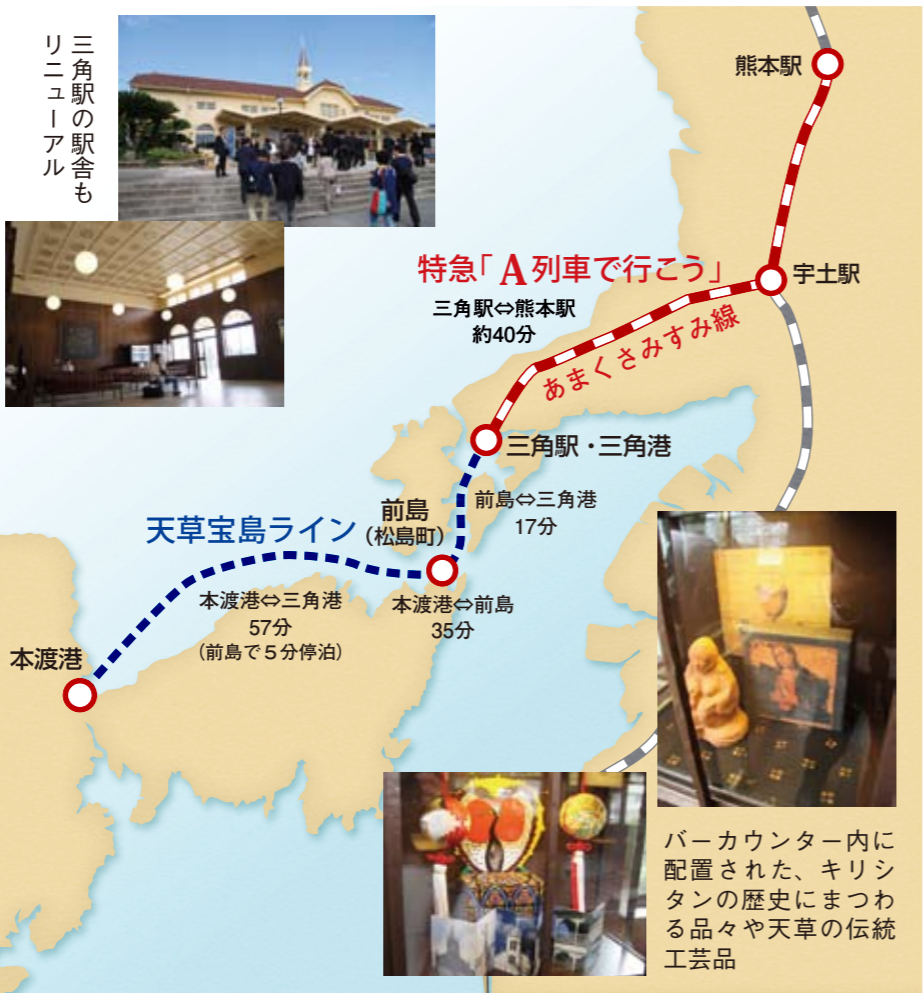 三角駅の駅舎も
リニューアル
熊本駅
宇土駅
特急「A列車で行こう」
三角駅⇔熊本駅
約40分
あまくさみすみ線
三角駅・三角港
前島⇔三角港
17分
前島
(松島町)
天草宝島ライン
本渡港⇔三角港
57分
(前島で5分停泊)
本渡港⇔前島
35分
本渡港
バーカウンター内に
配置された、キリシ
タンの歴史にまつわ
る品々や天草の伝統
工芸品